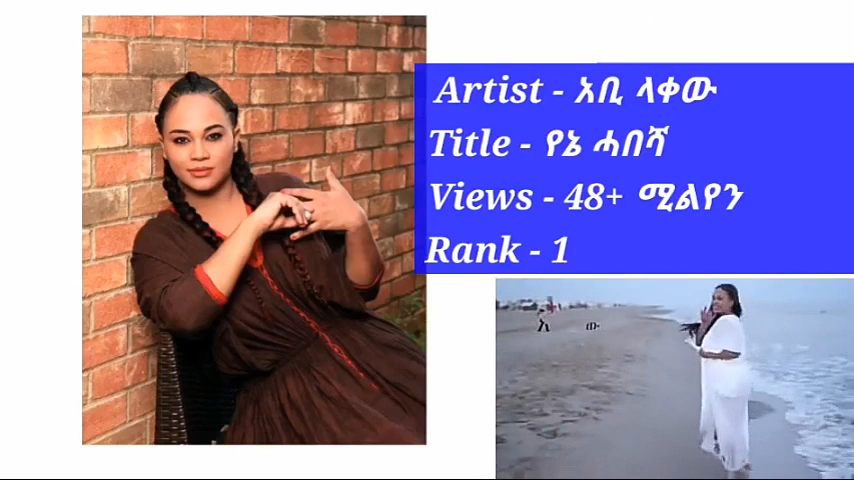 Artist - አቢ ላቀው
Title - የኔ ሓበሻ
Views - 48+ ሚልየን
Rank - 1